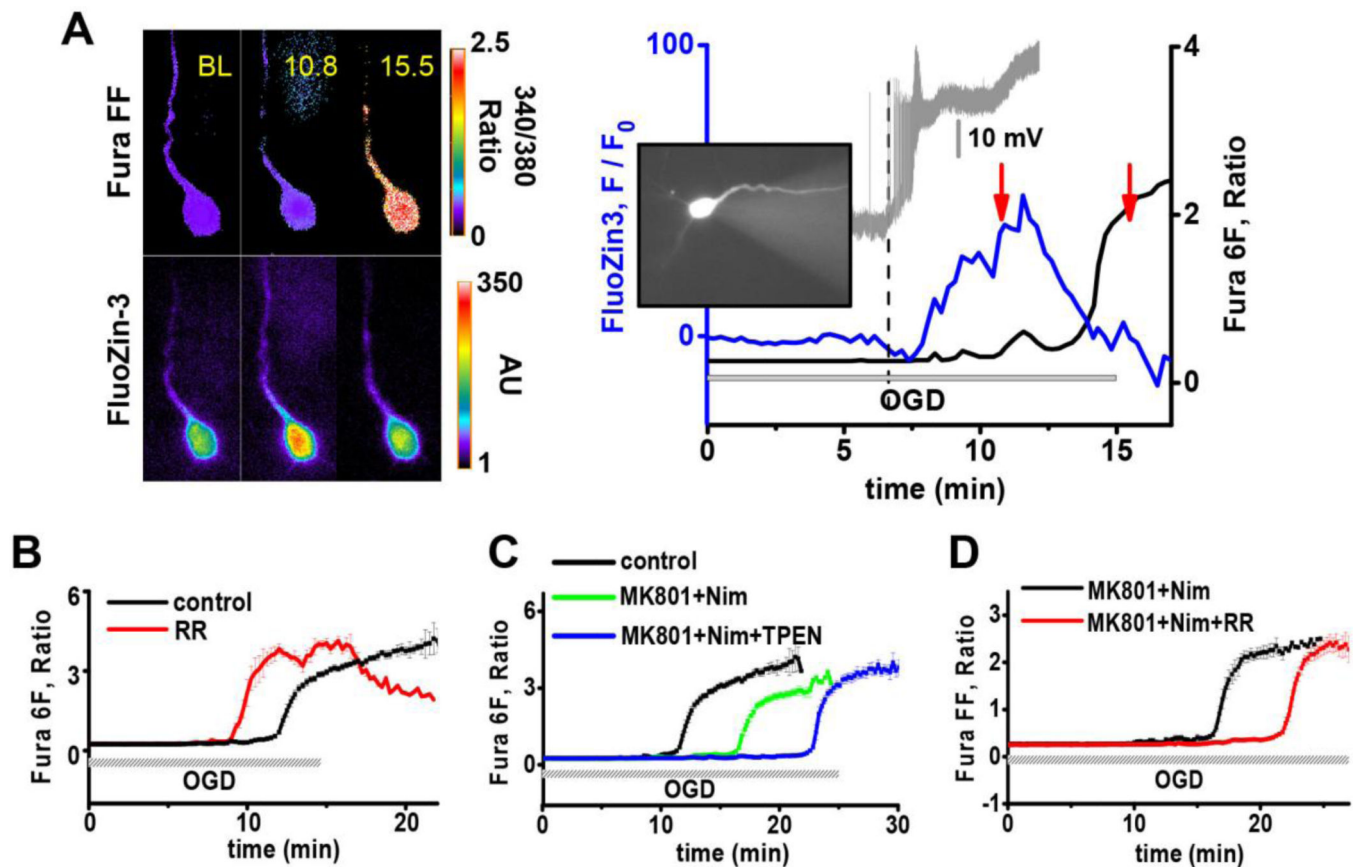 A
Fura FF
BL
10.8
15.5
2.5
0
340/380
Ratio
FluoZin-3
350
1
AU
100
0
FluoZin3, F / F0
10 mV
4
2
0
Fura 6F, Ratio
OGD
0
5
10
15
time (min)
B
control
RR
6
3
0
Fura 6F, Ratio
OGD
0
10
20
time (min)
C
control
MK801+Nim
MK801+Nim+TPEN
6
3
0
Fura 6F, Ratio
OGD
0
10
20
30
time (min)
D
MK801+Nim
MK801+Nim+RR
3
2
1
0
-1
Fura FF, Ratio
OGD
0
10
20
time (min)